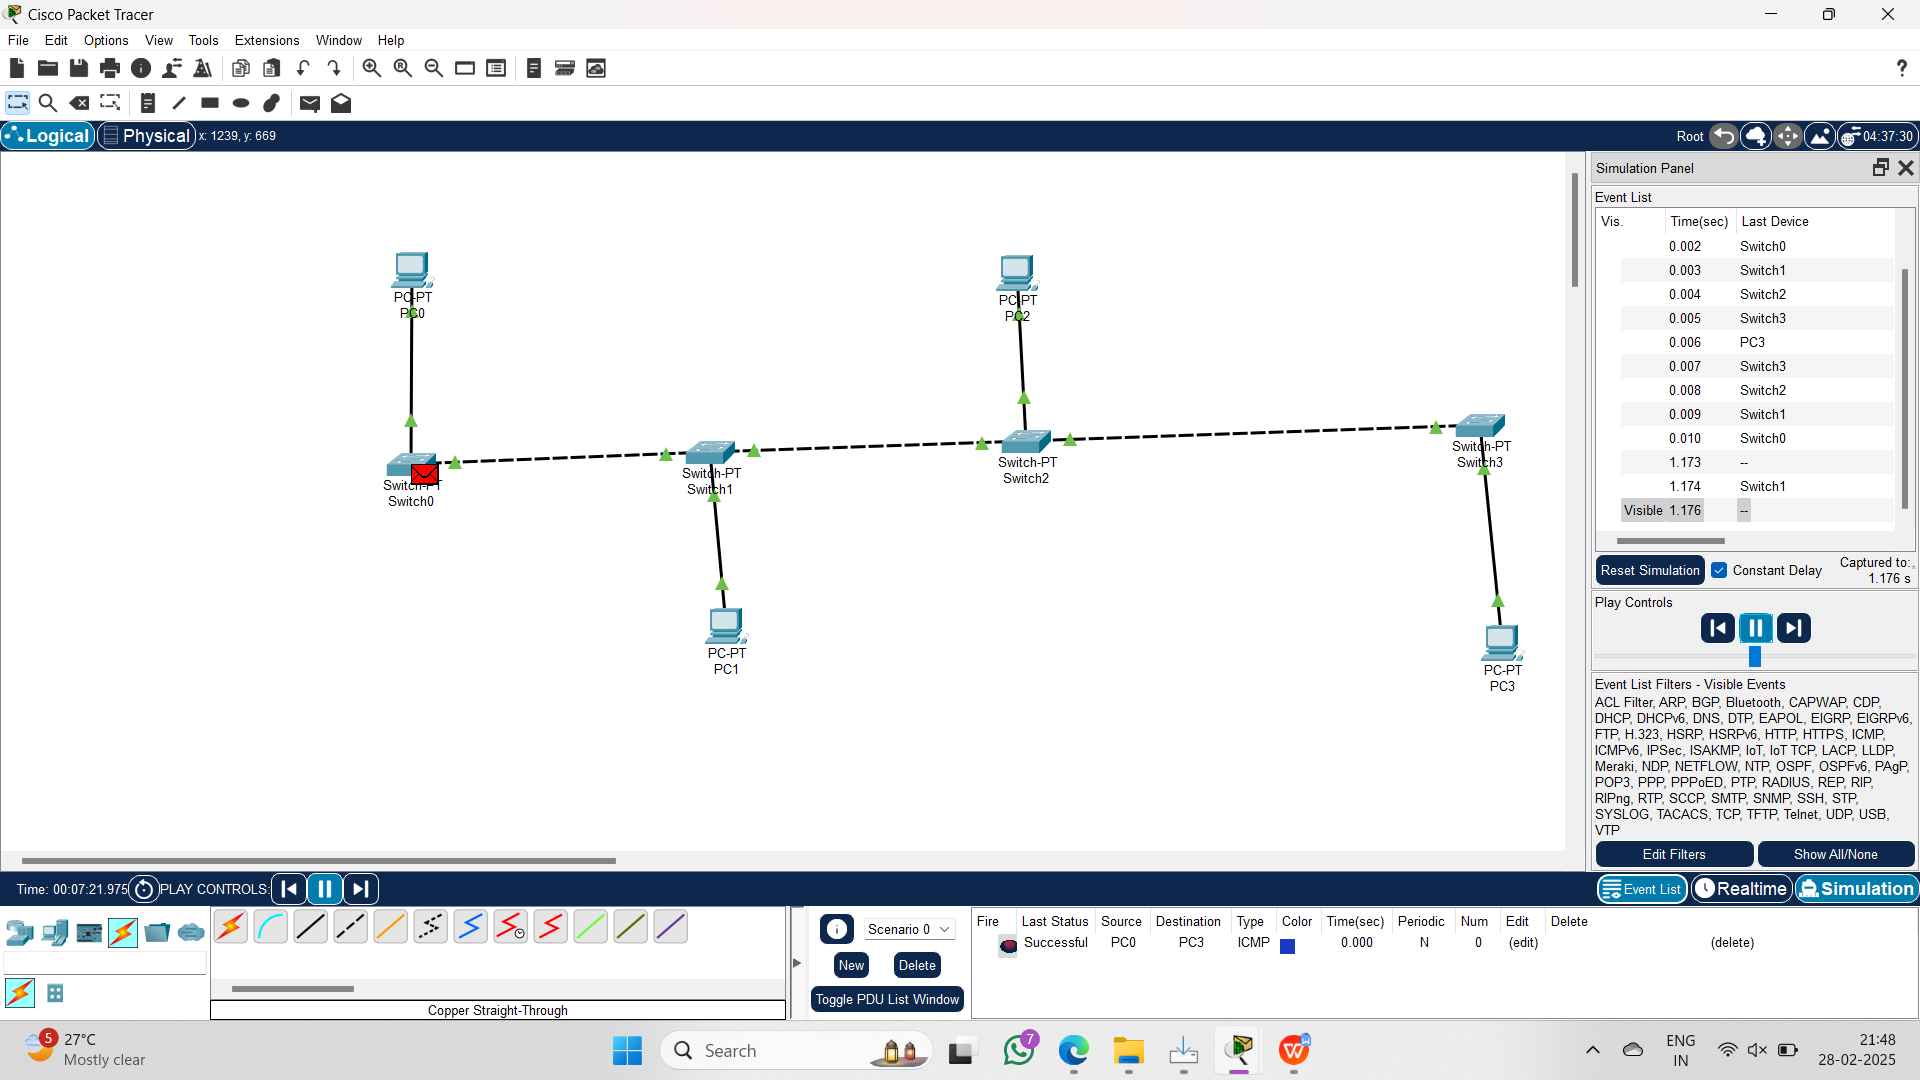 Cisco Packet Tracer
File Edit Options View Tools Extensions Window Help
?
Logical Physical x: 1239, y: 669 Root 04:37:30
PC-PT
PC0
PC-PT
PC2
Switch-PT
Switch0
Switch-PT
Switch1
Switch-PT
Switch2
Switch-PT
Switch3
PC-PT
PC1
PC-PT
PC3
Simulation Panel
Event List
Vis. Time(sec) Last Device
0.002 Switch0
0.003 Switch1
0.004 Switch2
0.005 Switch3
0.006 PC3
0.007 Switch3
0.008 Switch2
0.009 Switch1
0.010 Switch0
1.173 --
1.174 Switch1
Visible 1.176 --
Reset Simulation Constant Delay Captured to:
1.176 s
Play Controls
Event List Filters - Visible Events
ACL Filter, ARP, BGP, Bluetooth, CAPWAP, CDP,
DHCP, DHCPv6, DNS, DTP, EAPOL, EIGRP, EIGRPv6,
FTP, H.323, HSRP, HSRPv6, HTTP, HTTPS, ICMP,
ICMPv6, IPSec, ISAKMP, IoT, IoT TCP, LACP, LLDP,
Meraki, NDP, NETFLOW, NTP, OSPF, OSPFv6, PAgP,
POP3, PPP, PPPoED, PTP, RADIUS, REP, RIP,
RIPng, RTP, SCCP, SMTP, SNMP, SSH, STP,
SYSLOG, TACACS, TCP, TFTP, Telnet, UDP, USB,
VTP
Edit Filters Show All/None
Time: 00:07:21.975 PLAY CONTROLS: Event List Realtime Simulation
Scenario 0
New Delete
Toggle PDU List Window
Copper Straight-Through
Fire Last Status Source Destination Type Color Time(sec) Periodic Num Edit Delete
Successful PC0 PC3 ICMP 0.000 N 0 (edit) (delete)
5 27°C
Mostly clear
Search
7
ENG
IN
21:48
28-02-2025